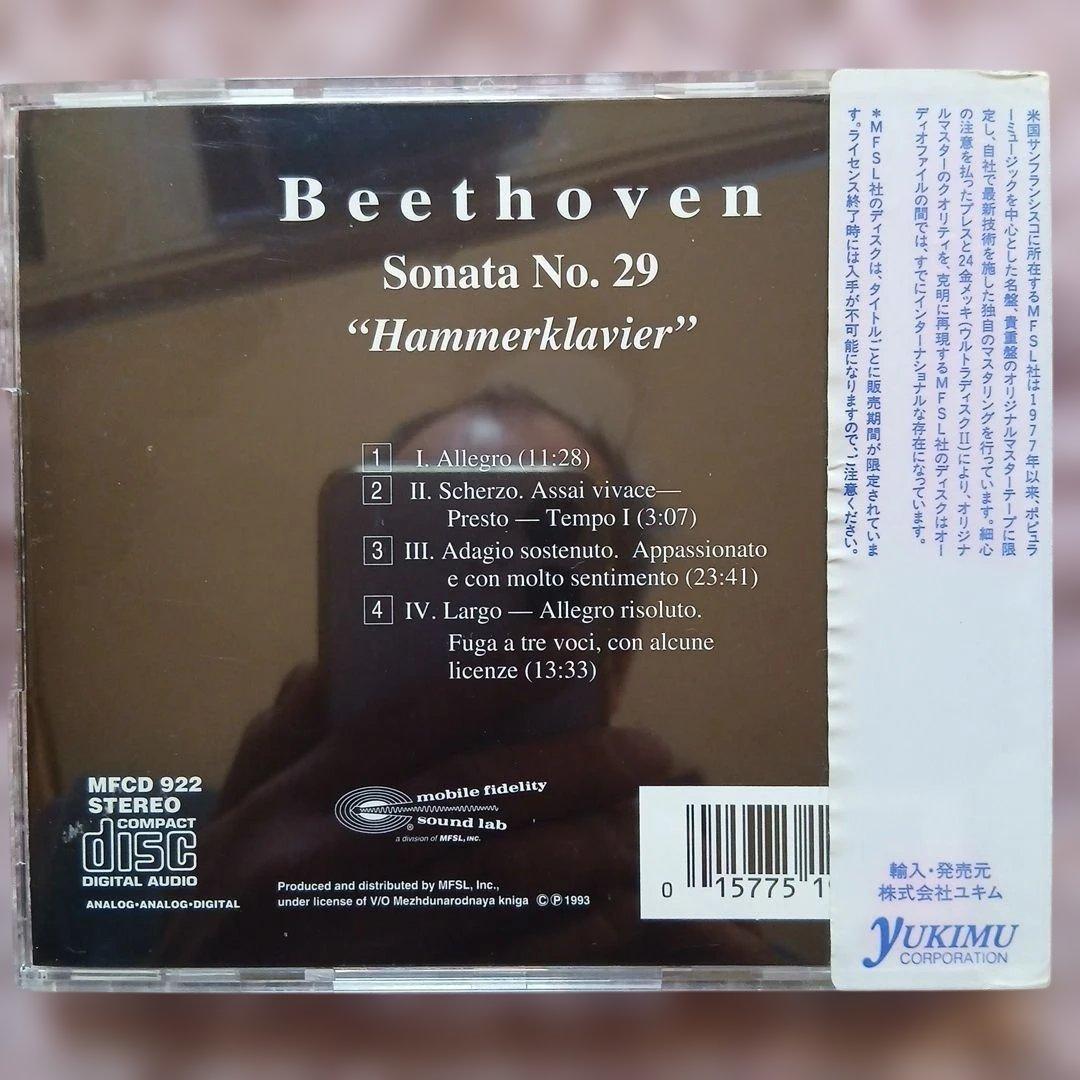 Beethoven
Sonata No. 29
“Hammerklavier”
1 I. Allegro (11:28)
2 II. Scherzo. Assai vivace—
Presto — Tempo I (3:07)
3 III. Adagio sostenuto. Appassionato
e con molto sentimento (23:41)
4 IV. Largo — Allegro risoluto.
Fuga a tre voci, con alcune
licenze (13:33)
MFCD 922
STEREO
COMPACT
disc
DIGITAL AUDIO
ANALOG•ANALOG•DIGITAL
mobile fidelity
sound lab
®
a division of MFSL, INC.
Produced and distributed by MFSL, Inc.,
under license of V/O Mezhdunarodnaya kniga ©℗1993
0 15775 19
米国サンフランシスコに所在するMFSL社は1977年以来、ポピュラ
ーミュージックを中心とした名盤、貴重盤のオリジナルマスターテープに限
定し、自社で最新技術を施した独自のマスタリングを行っています。細心
の注意を払ったプレスと24金メッキ(ウルトラディスクII)により、オリジナ
ルマスターのクオリティを、克明に再現するMFSL社のディスクはオー
ディオファイルの間では、すでにインターナショナルな存在になっています。
*MFSL社のディスクは、タイトルごとに販売期間が限定されていま
す。ライセンス終了時には入手が不可能になりますので、ご注意ください。
輸入・発売元
株式会社ユキム
YUKIMU
CORPORATION